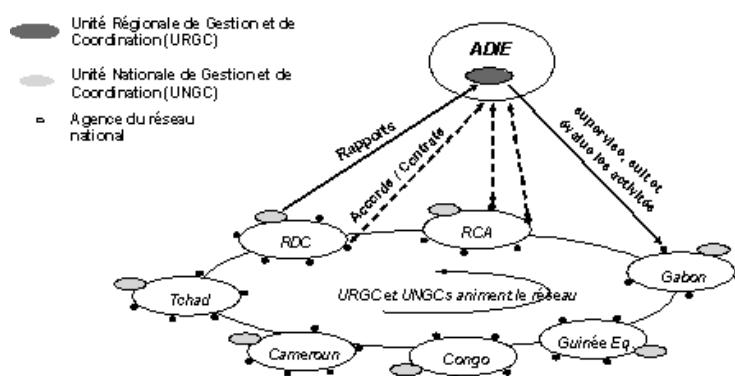 Unité Régionale de Gestion et de
Coordination (URGC)
Unité Nationale de Gestion et de
Coordination (UNGC)
Agence du réseau
national
ADIE
Rapports
Accords / Contrats
supervise, suit et
évalue les activités
RDC
RCA
Gabon
Tchad
URGC et UNGCs animent le réseau
Cameroun
Congo
Guinée Eq